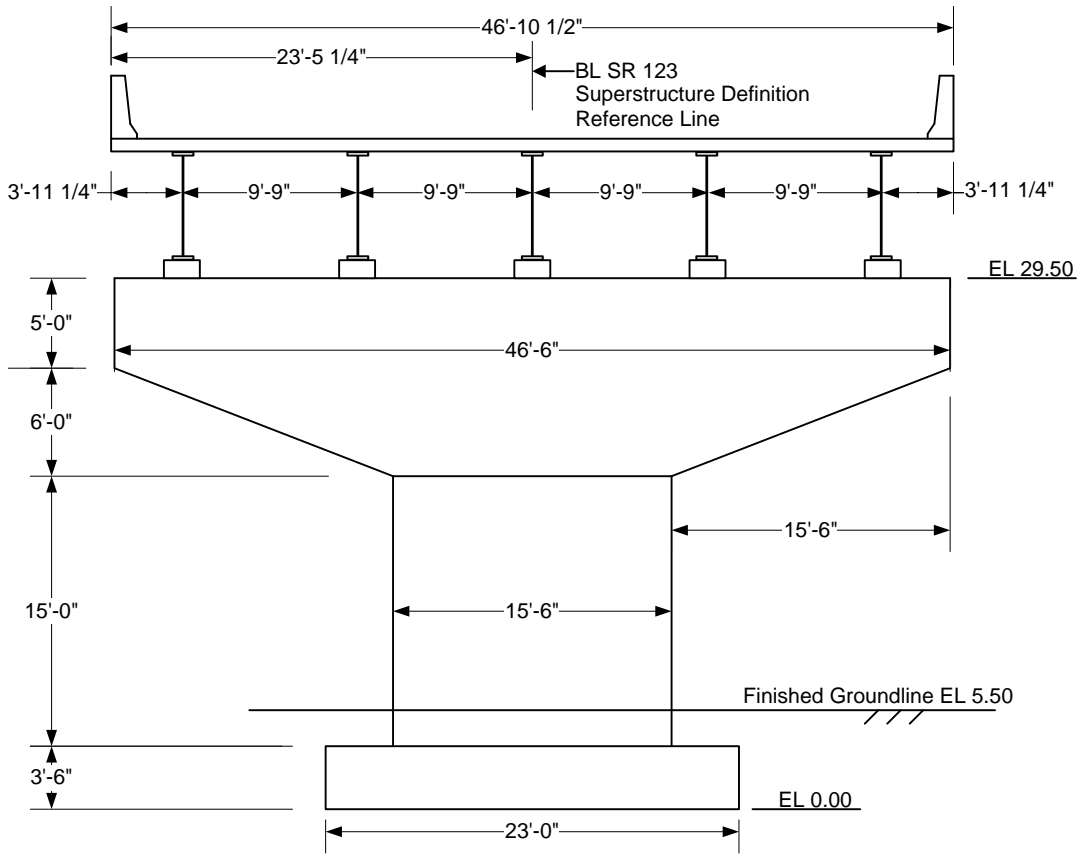 46'-10 1/2"
23'-5 1/4"
BL SR 123
Superstructure Definition
Reference Line
3'-11 1/4"
9'-9"
9'-9"
9'-9"
9'-9"
3'-11 1/4"
EL 29.50
5'-0"
46'-6"
6'-0"
15'-6"
15'-0"
15'-6"
Finished Groundline EL 5.50
3'-6"
EL 0.00
23'-0"